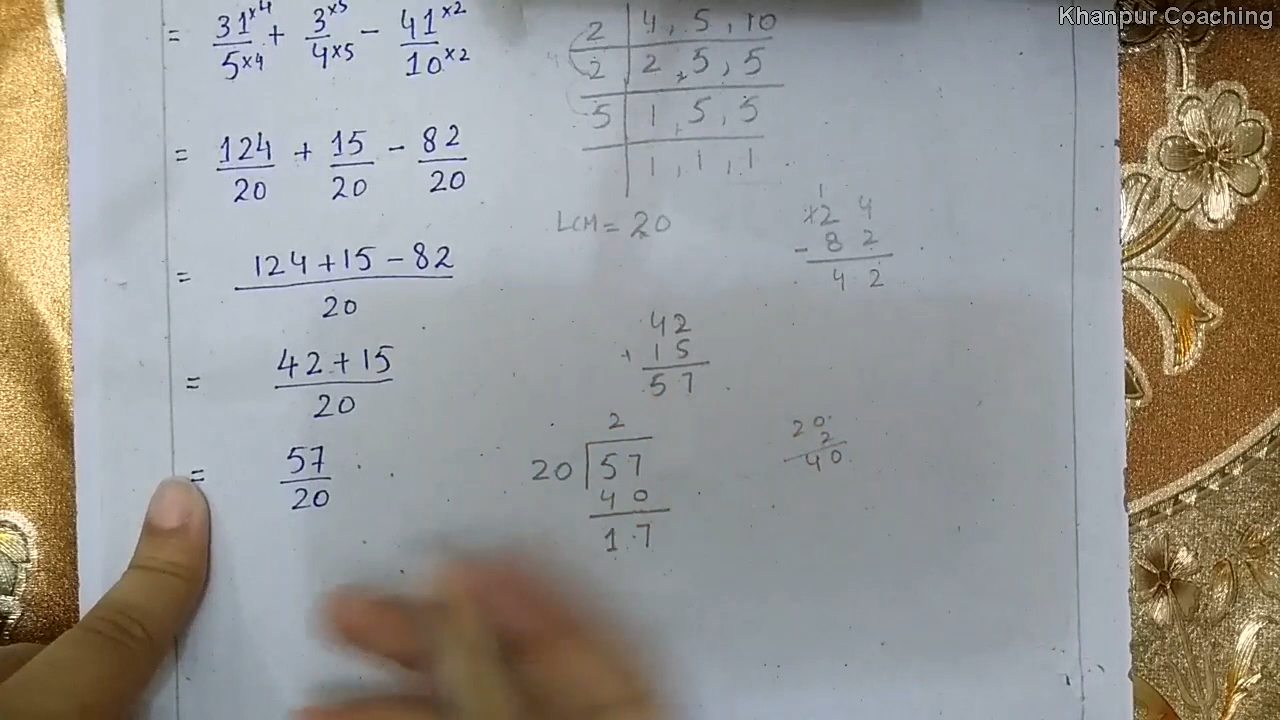 Khanpur Coaching
= 31×4/5×4 + 3×5/4×5 - 41×2/10×2
= 124/20 + 15/20 - 82/20
= 124+15-82/20
= 42+15/20
= 57/20
2 | 4, 5, 10
2 | 2, 5, 5
5 | 1, 5, 5
1, 1, 1
LCM = 20
1
124
- 82
42
42
+ 15
57
2
20 57
40
17
20
2
40